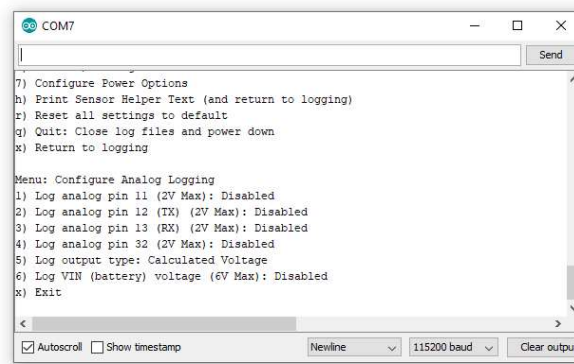 COM7
Send
7) Configure Power Options
h) Print Sensor Helper Text (and return to logging)
r) Reset all settings to default
q) Quit: Close log files and power down
x) Return to logging
Menu: Configure Analog Logging
1) Log analog pin 11 (2V Max): Disabled
2) Log analog pin 12 (TX) (2V Max): Disabled
3) Log analog pin 13 (RX) (2V Max): Disabled
4) Log analog pin 32 (2V Max): Disabled
5) Log output type: Calculated Voltage
6) Log VIN (battery) voltage (6V Max): Disabled
x) Exit
Autoscroll Show timestamp Newline 115200 baud Clear outpu